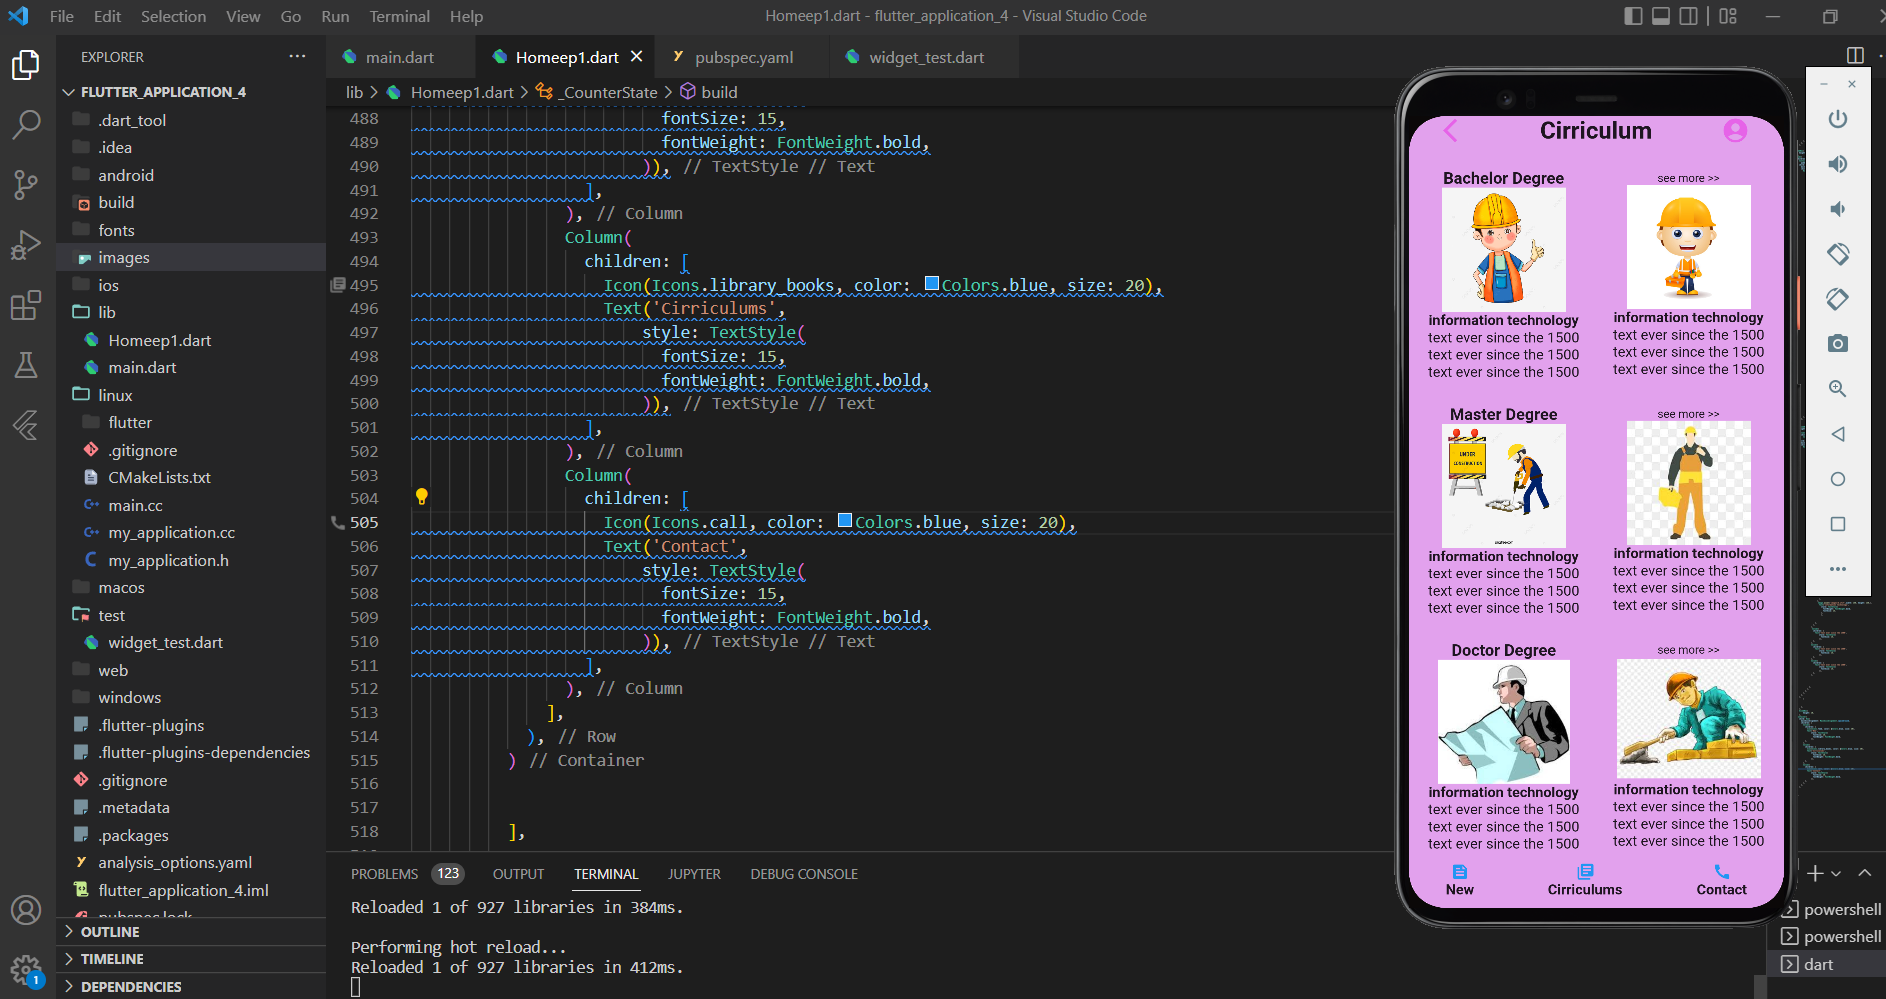 File Edit Selection View Go Run Terminal Help
Homeep1.dart - flutter_application_4 - Visual Studio Code
EXPLORER
FLUTTER_APPLICATION_4
.dart_tool
.idea
android
build
fonts
images
ios
lib
Homeep1.dart
main.dart
linux
flutter
.gitignore
CMakeLists.txt
main.cc
my_application.cc
my_application.h
macos
test
widget_test.dart
web
windows
.flutter-plugins
.flutter-plugins-dependencies
.gitignore
.metadata
.packages
analysis_options.yaml
flutter_application_4.iml
pubspec.lock
OUTLINE
TIMELINE
DEPENDENCIES
1
main.dart Homeep1.dart pubspec.yaml widget_test.dart
lib > Homeep1.dart > _CounterState > build
488 fontSize: 15,
489 fontWeight: FontWeight.bold,
490 )), // TextStyle // Text
491 ],
492 ), // Column
493 Column(
494 children: [
495 Icon(Icons.library_books, color: Colors.blue, size: 20),
496 Text('Cirriculums',
497 style: TextStyle(
498 fontSize: 15,
499 fontWeight: FontWeight.bold,
500 )), // TextStyle // Text
501 ],
502 ), // Column
503 Column(
504 children: [
505 Icon(Icons.call, color: Colors.blue, size: 20),
506 Text('Contact',
507 style: TextStyle(
508 fontSize: 15,
509 fontWeight: FontWeight.bold,
510 )), // TextStyle // Text
511 ],
512 ), // Column
513 ],
514 ), // Row
515 ) // Container
516
517
518 ],
PROBLEMS 123 OUTPUT TERMINAL JUPYTER DEBUG CONSOLE
Reloaded 1 of 927 libraries in 384ms.
Performing hot reload...
Reloaded 1 of 927 libraries in 412ms.
powershell
powershell
dart
Cirriculum
Bachelor Degree
see more >>
information technology
text ever since the 1500
text ever since the 1500
text ever since the 1500
information technology
text ever since the 1500
text ever since the 1500
text ever since the 1500
Master Degree
see more >>
UNDER
CONSTRUCTION
information technology
text ever since the 1500
text ever since the 1500
text ever since the 1500
information technology
text ever since the 1500
text ever since the 1500
text ever since the 1500
Doctor Degree
see more >>
information technology
text ever since the 1500
text ever since the 1500
text ever since the 1500
information technology
text ever since the 1500
text ever since the 1500
text ever since the 1500
New Cirriculums Contact